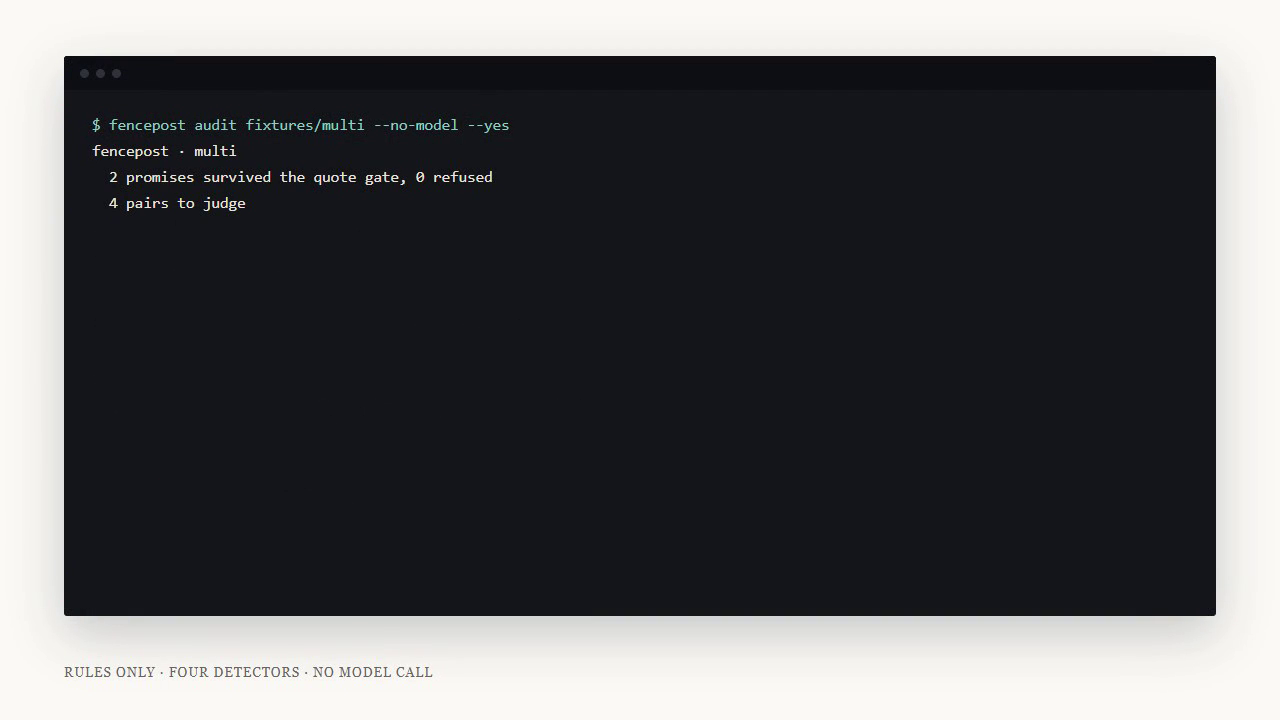 $ fencepost audit fixtures/multi --no-model --yes
fencepost · multi
2 promises survived the quote gate, 0 refused
4 pairs to judge
RULES ONLY · FOUR DETECTORS · NO MODEL CALL